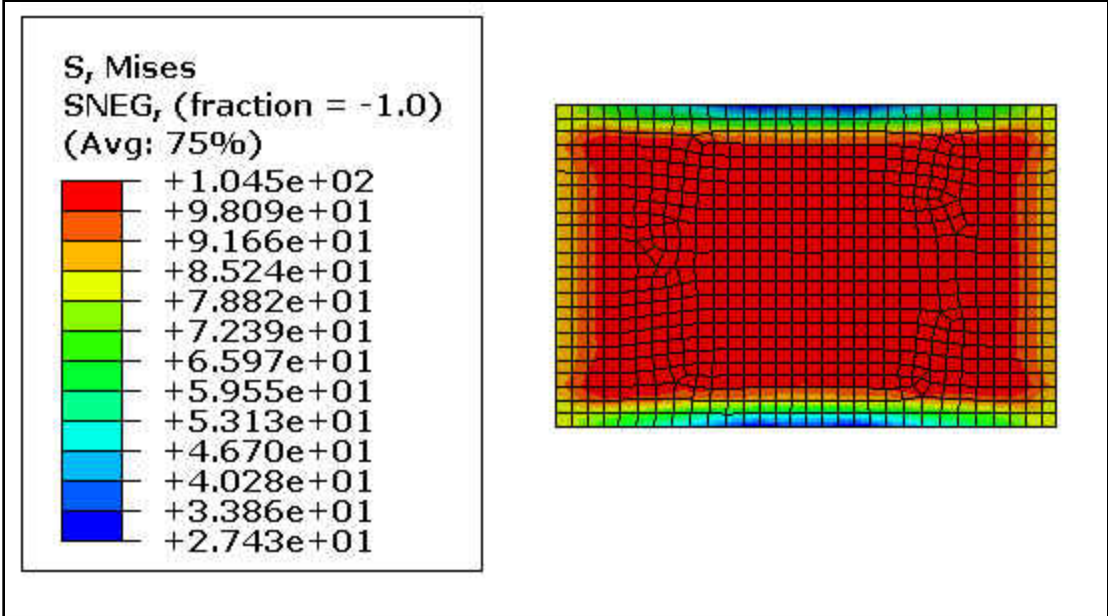 S, Mises
SNEG, (fraction = -1.0)
(Avg: 75%)
+1.045e+02
+9.809e+01
+9.166e+01
+8.524e+01
+7.882e+01
+7.239e+01
+6.597e+01
+5.955e+01
+5.313e+01
+4.670e+01
+4.028e+01
+3.386e+01
+2.743e+01